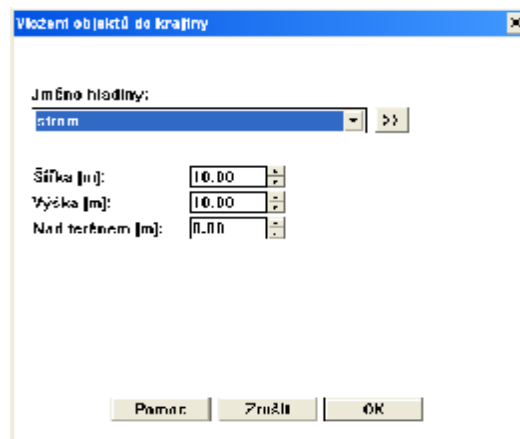 Vložení objektů do krajiny
Jméno hladiny:
strom
>>
Šířka [m]: 10.00
Výška [m]: 10.00
Nad terénem [m]: 0.00
Pomoc Zrušit OK